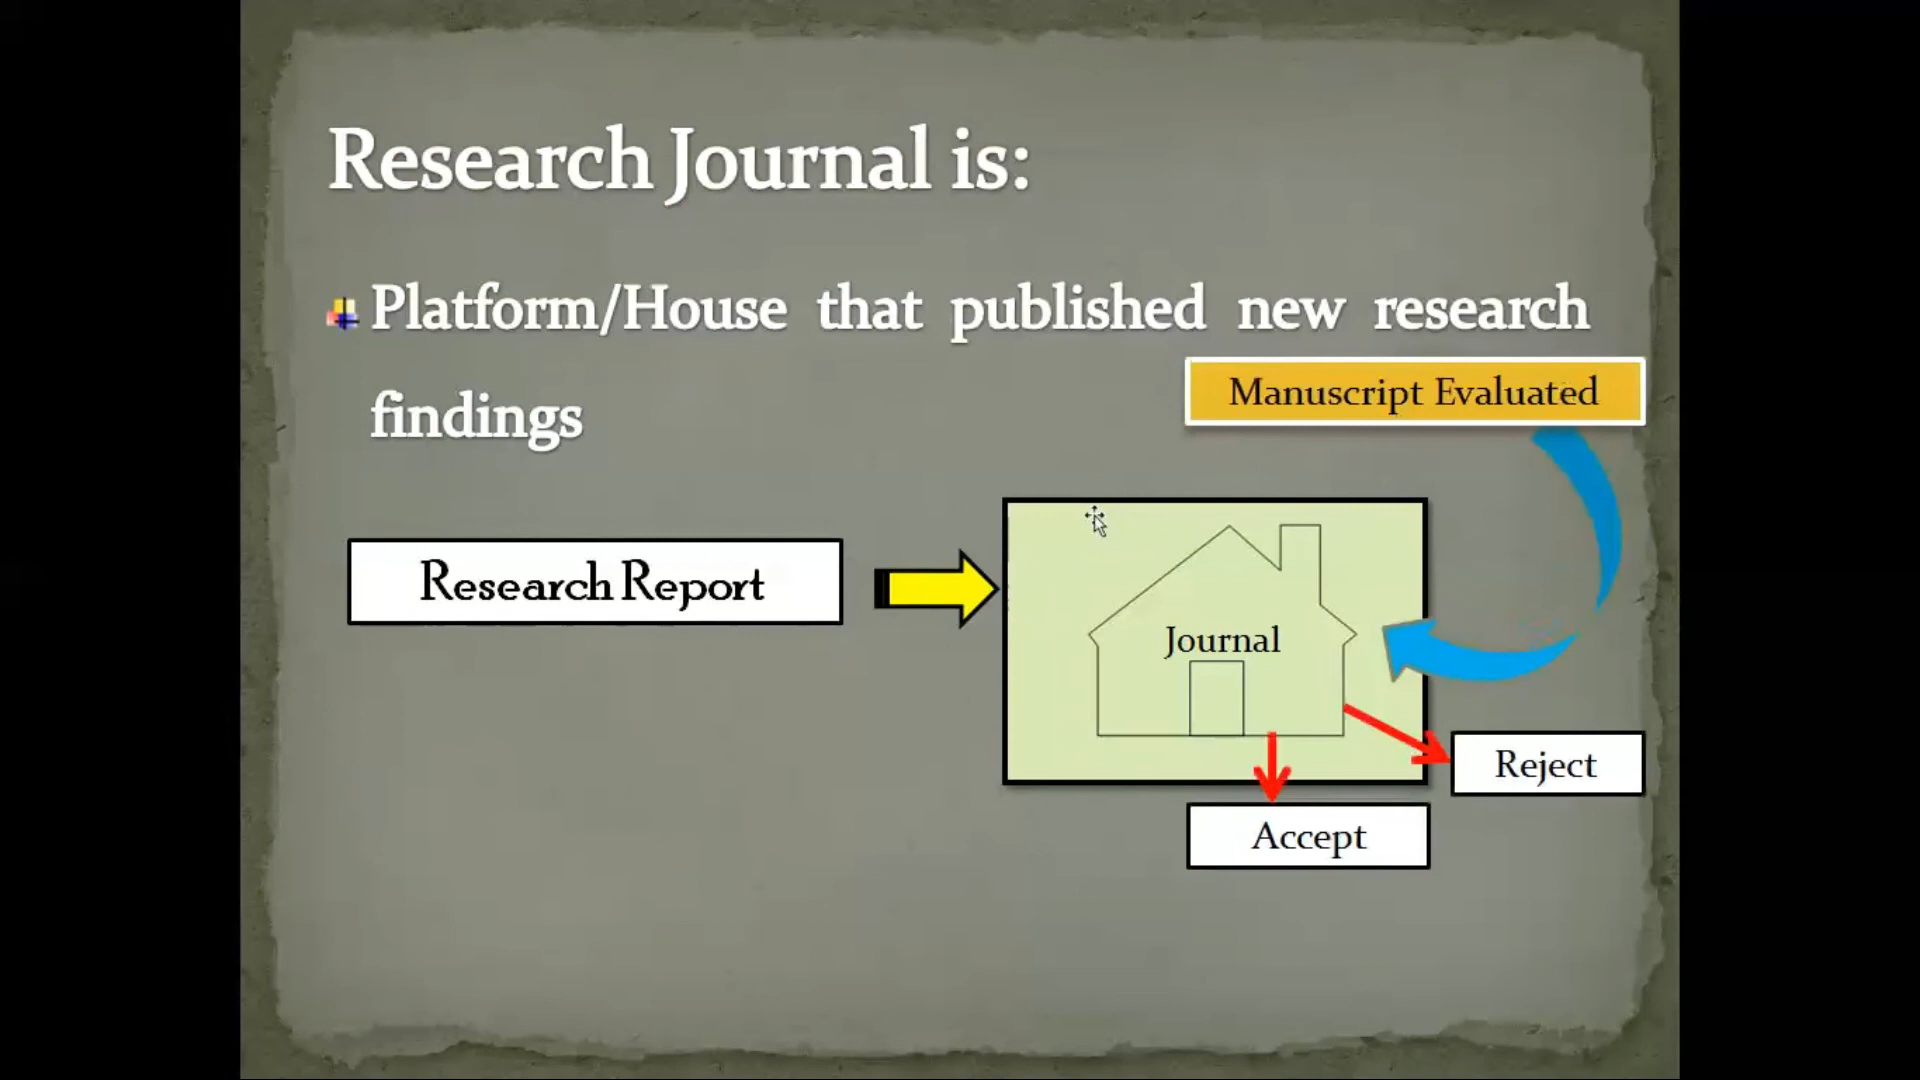 Research Journal is:
Platform/House that published new research
findings
Manuscript Evaluated
Research Report
Journal
Reject
Accept